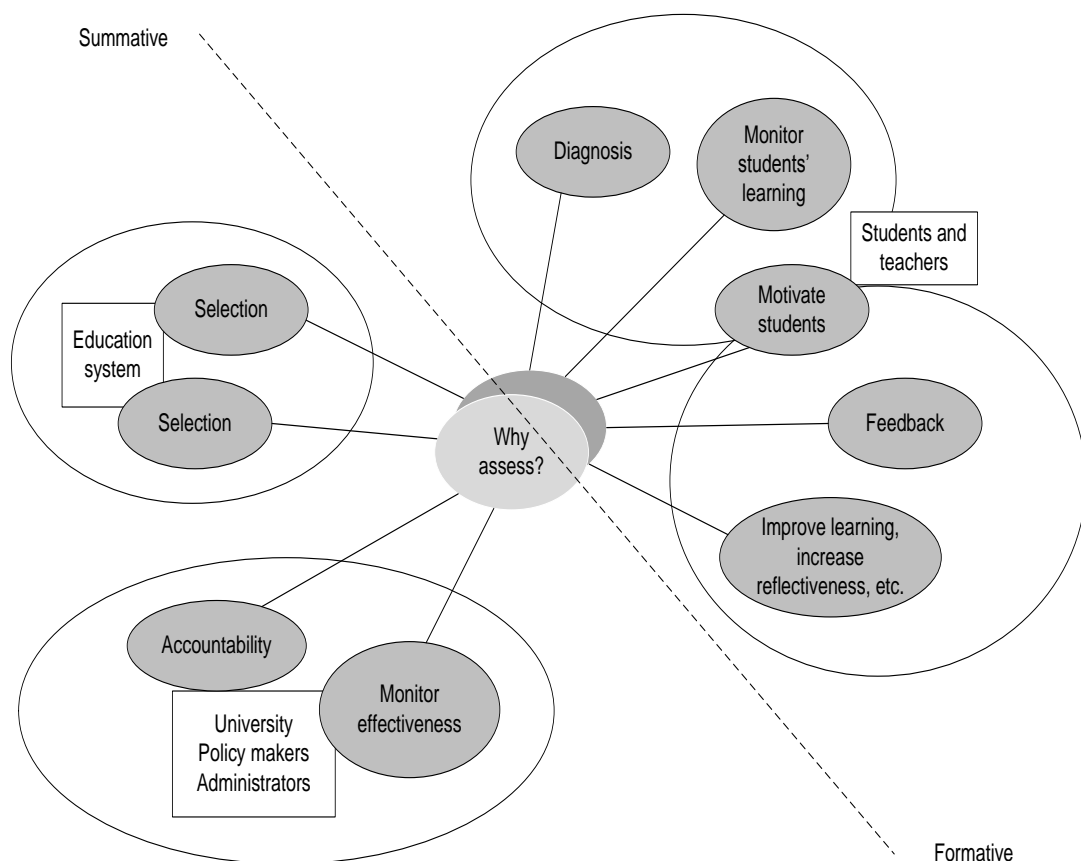 Summative
Diagnosis
Monitor
students’
learning
Students and
teachers
Motivate
students
Selection
Education
system
Selection
Why
assess?
Feedback
Improve learning,
increase
reflectiveness, etc.
Accountability
Monitor
effectiveness
University
Policy makers
Administrators
Formative